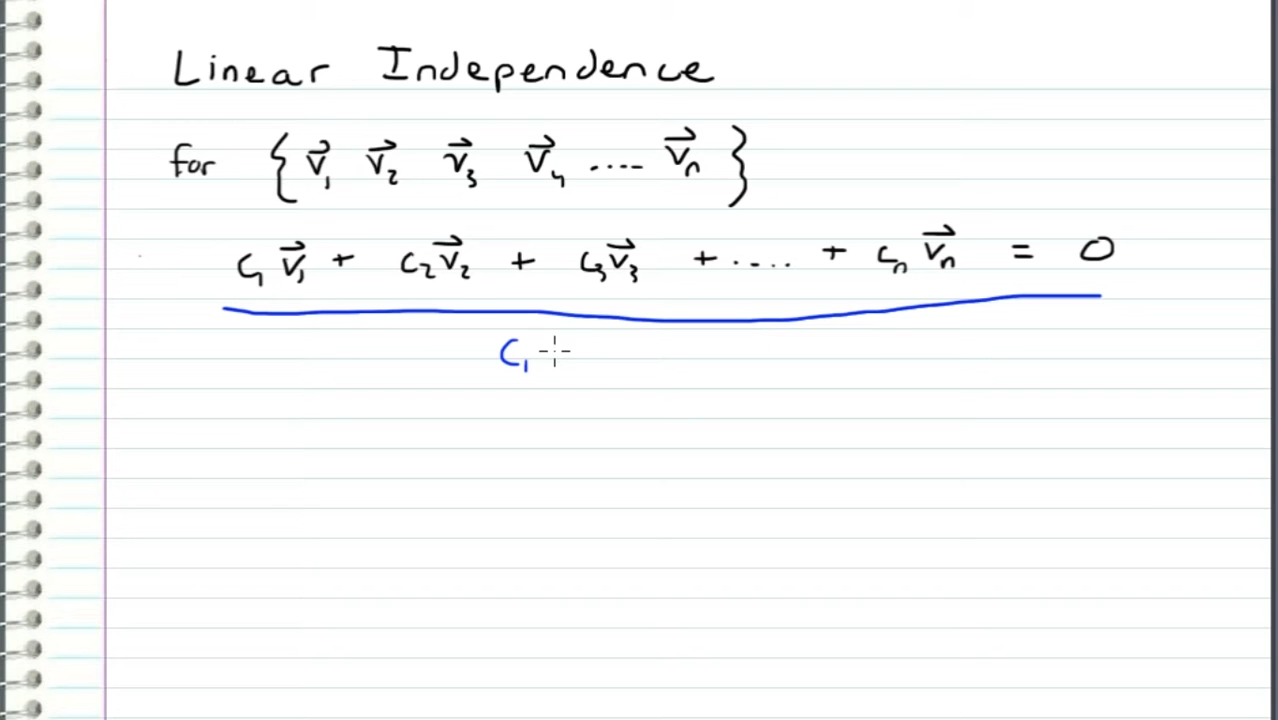 Linear Independence
for { v⃗₁ v⃗₂ v⃗₃ v⃗₄ .... v⃗ₙ }
c₁v⃗₁ + c₂v⃗₂ + c₃v⃗₃ + .... + cₙv⃗ₙ = 0
c₁